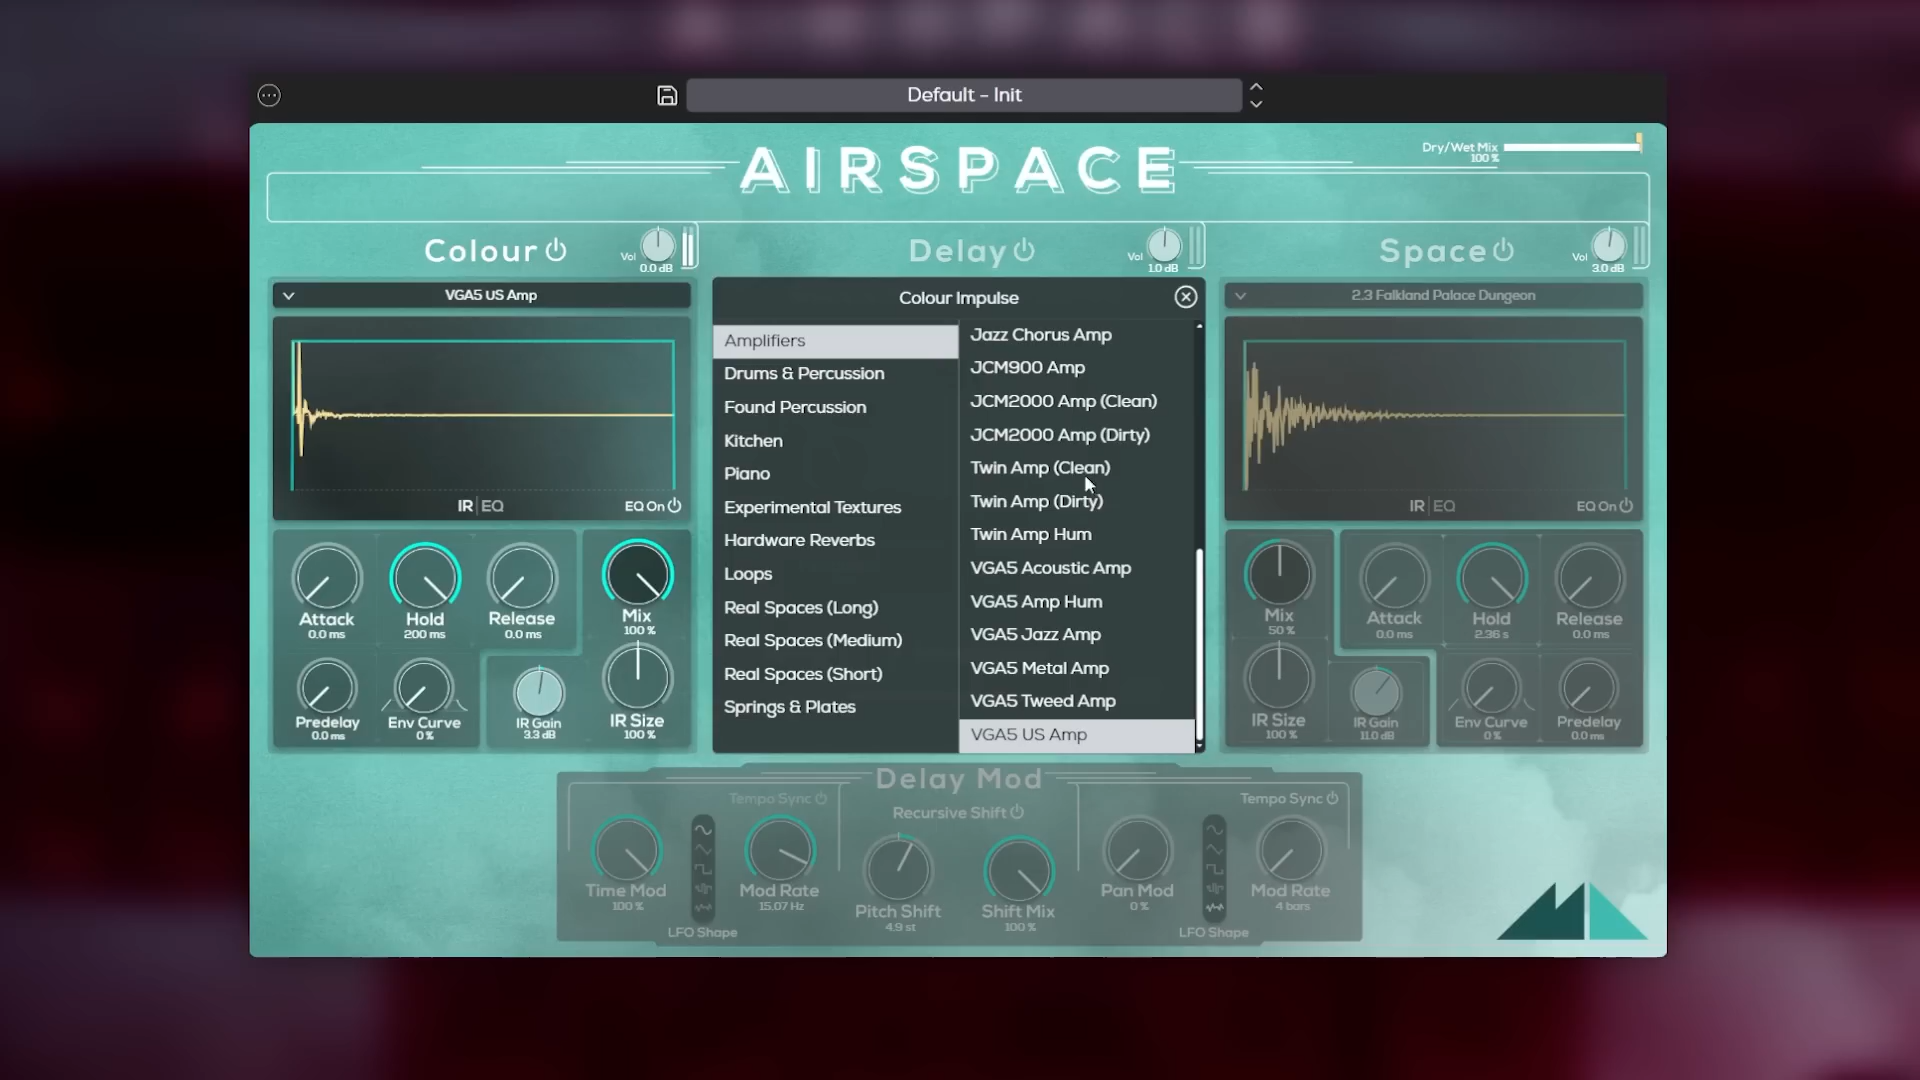 Default - Init
AIRSPACE
Dry/Wet Mix
100 %
Colour
Vol
0.0 dB
Delay
Vol
1.0 dB
Space
Vol
3.0 dB
VGA5 US Amp
IR EQ
EQ On
Attack
0.0 ms
Hold
200 ms
Release
0.0 ms
Mix
100 %
Predelay
0.0 ms
Env Curve
0 %
IR Gain
3.3 dB
IR Size
100 %
Colour Impulse
Amplifiers
Drums & Percussion
Found Percussion
Kitchen
Piano
Experimental Textures
Hardware Reverbs
Loops
Real Spaces (Long)
Real Spaces (Medium)
Real Spaces (Short)
Springs & Plates
Jazz Chorus Amp
JCM900 Amp
JCM2000 Amp (Clean)
JCM2000 Amp (Dirty)
Twin Amp (Clean)
Twin Amp (Dirty)
Twin Amp Hum
VGA5 Acoustic Amp
VGA5 Amp Hum
VGA5 Jazz Amp
VGA5 Metal Amp
VGA5 Tweed Amp
VGA5 US Amp
2.3 Falkland Palace Dungeon
IR EQ
EQ On
Mix
50 %
Attack
0.0 ms
Hold
2.36 s
Release
0.0 ms
IR Size
100 %
IR Gain
11.0 dB
Env Curve
0 %
Predelay
0.0 ms
Delay Mod
Tempo Sync
Recursive Shift
Tempo Sync
Time Mod
100 %
LFO Shape
Mod Rate
15.07 Hz
Pitch Shift
4.9 st
Shift Mix
100 %
Pan Mod
0 %
LFO Shape
Mod Rate
4 bars